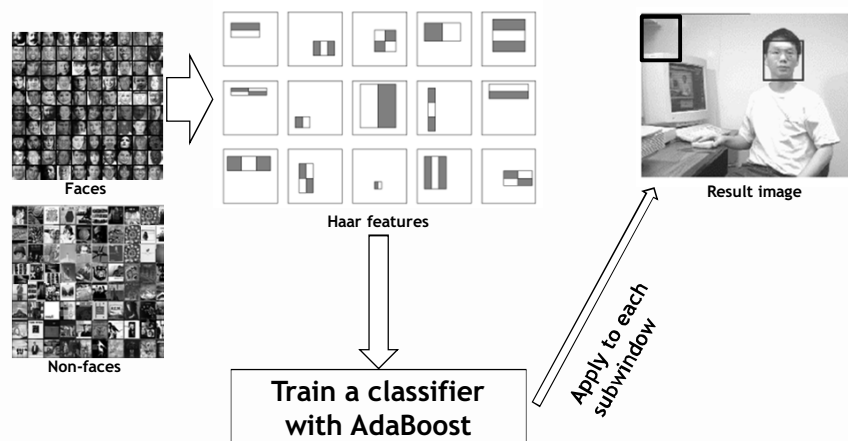 Faces
Non-faces
Haar features
Train a classifier
with AdaBoost
Apply to each
subwindow
Result image